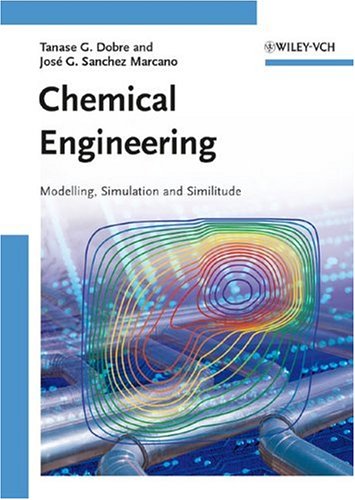 Tanase G. Dobre and
José G. Sanchez Marcano
WILEY-VCH
Chemical
Engineering
Modelling, Simulation and Similitude